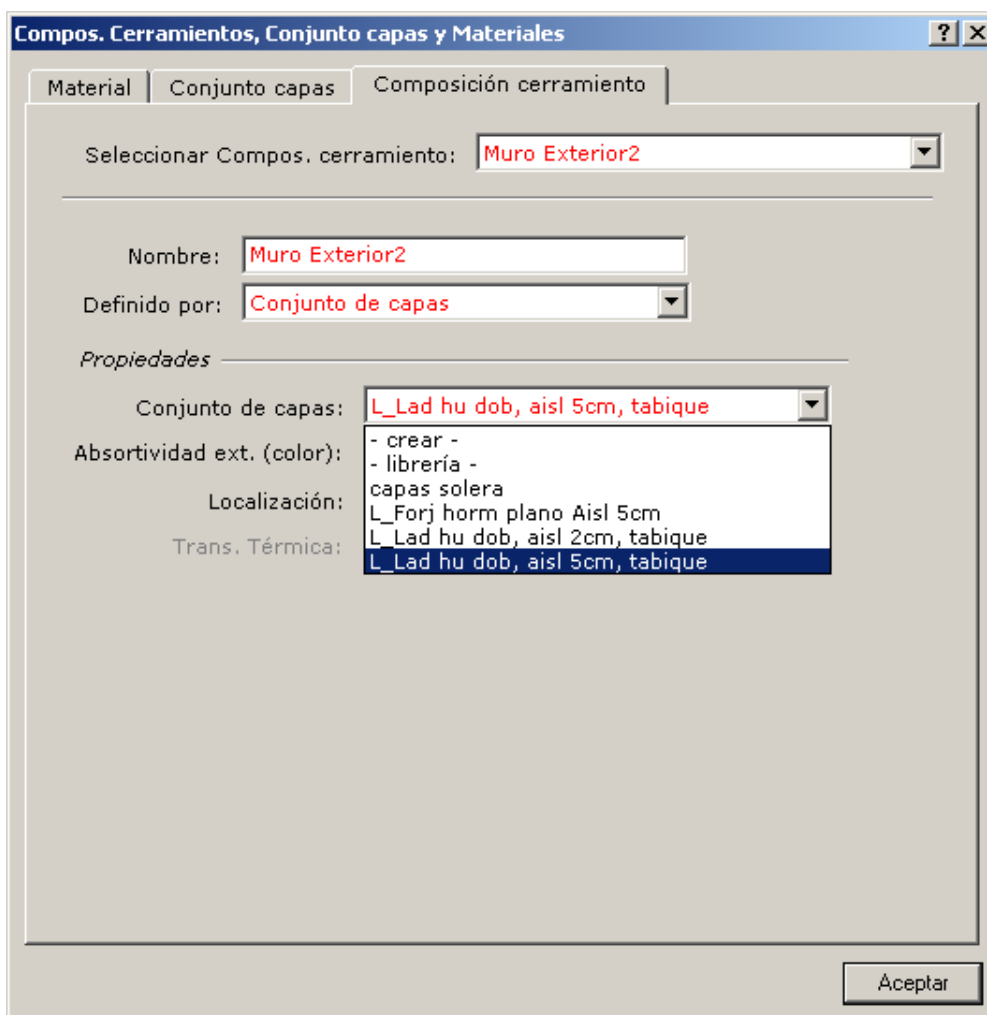 Compos. Cerramientos, Conjunto capas y Materiales
Material
Conjunto capas
Composición cerramiento
Seleccionar Compos. cerramiento: Muro Exterior2
Nombre: Muro Exterior2
Definido por: Conjunto de capas
Propiedades
Conjunto de capas: L_Lad hu dob, aisl 5cm, tabique
Absortividad ext. (color):
Localización:
Trans. Térmica:
- crear -
- librería -
capas solera
L_Forj horm plano Aisl 5cm
L_Lad hu dob, aisl 2cm, tabique
L_Lad hu dob, aisl 5cm, tabique
Aceptar